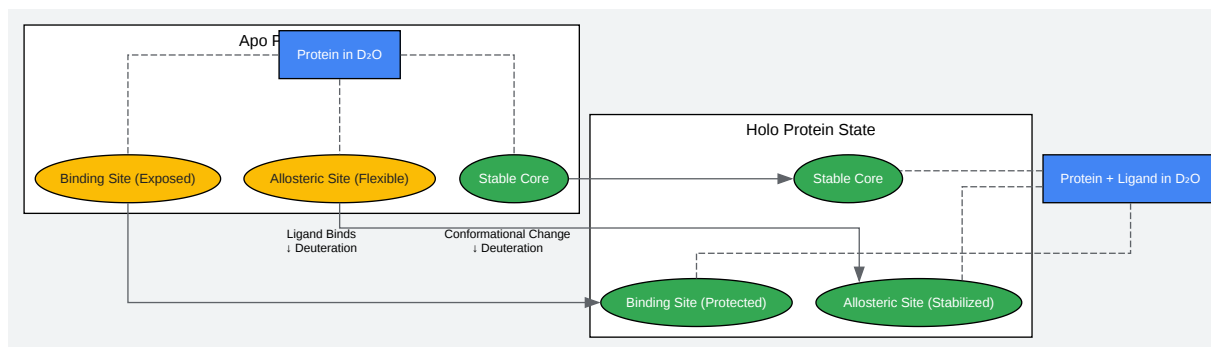 Apo
Protein in D₂O
Holo Protein State
Binding Site (Exposed)
Allosteric Site (Flexible)
Stable Core
Stable Core
Protein + Ligand in D₂O
Ligand Binds
↓ Deuteration
Conformational Change
↓ Deuteration
Binding Site (Protected)
Allosteric Site (Stabilized)